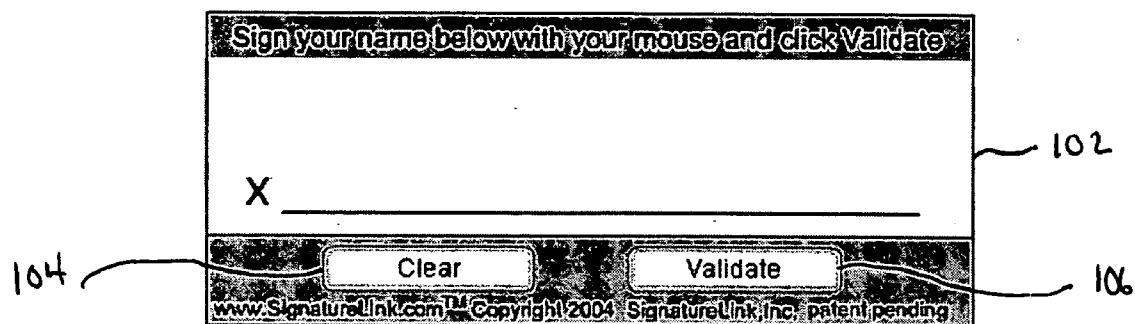 Sign your name below with your mouse and click Validate
102
X
104
Clear
Validate
106
www.SignatureLink.com™ Copyright 2004 SignatureLink, Inc. patent pending